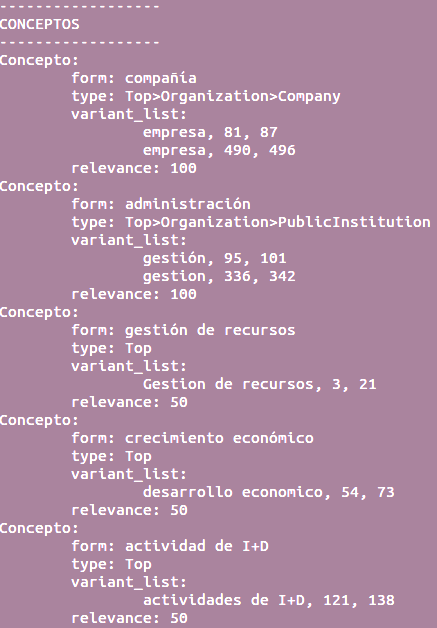 ------------------
CONCEPTOS
------------------
Concepto:
form: compañía
type: Top>Organization>Company
variant_list:
empresa, 81, 87
empresa, 490, 496
relevance: 100
Concepto:
form: administración
type: Top>Organization>PublicInstitution
variant_list:
gestión, 95, 101
gestion, 336, 342
relevance: 100
Concepto:
form: gestión de recursos
type: Top
variant_list:
Gestion de recursos, 3, 21
relevance: 50
Concepto:
form: crecimiento económico
type: Top
variant_list:
desarrollo economico, 54, 73
relevance: 50
Concepto:
form: actividad de I+D
type: Top
variant_list:
actividades de I+D, 121, 138
relevance: 50